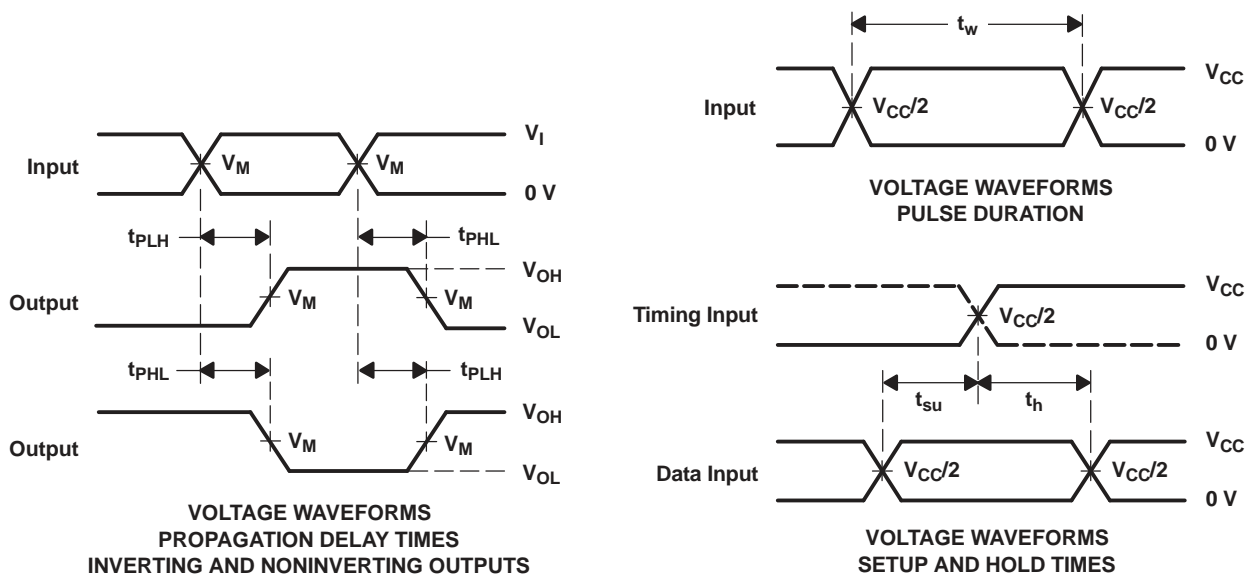 Input
V_M
V_M
V_I
0 V
t_PLH
t_PHL
Output
V_M
V_M
V_OH
V_OL
t_PHL
t_PLH
Output
V_M
V_M
V_OH
V_OL
VOLTAGE WAVEFORMS
PROPAGATION DELAY TIMES
INVERTING AND NONINVERTING OUTPUTS
t_w
Input
V_CC/2
V_CC/2
V_CC
0 V
VOLTAGE WAVEFORMS
PULSE DURATION
Timing Input
V_CC/2
V_CC
0 V
t_su
t_h
Data Input
V_CC/2
V_CC/2
V_CC
0 V
VOLTAGE WAVEFORMS
SETUP AND HOLD TIMES